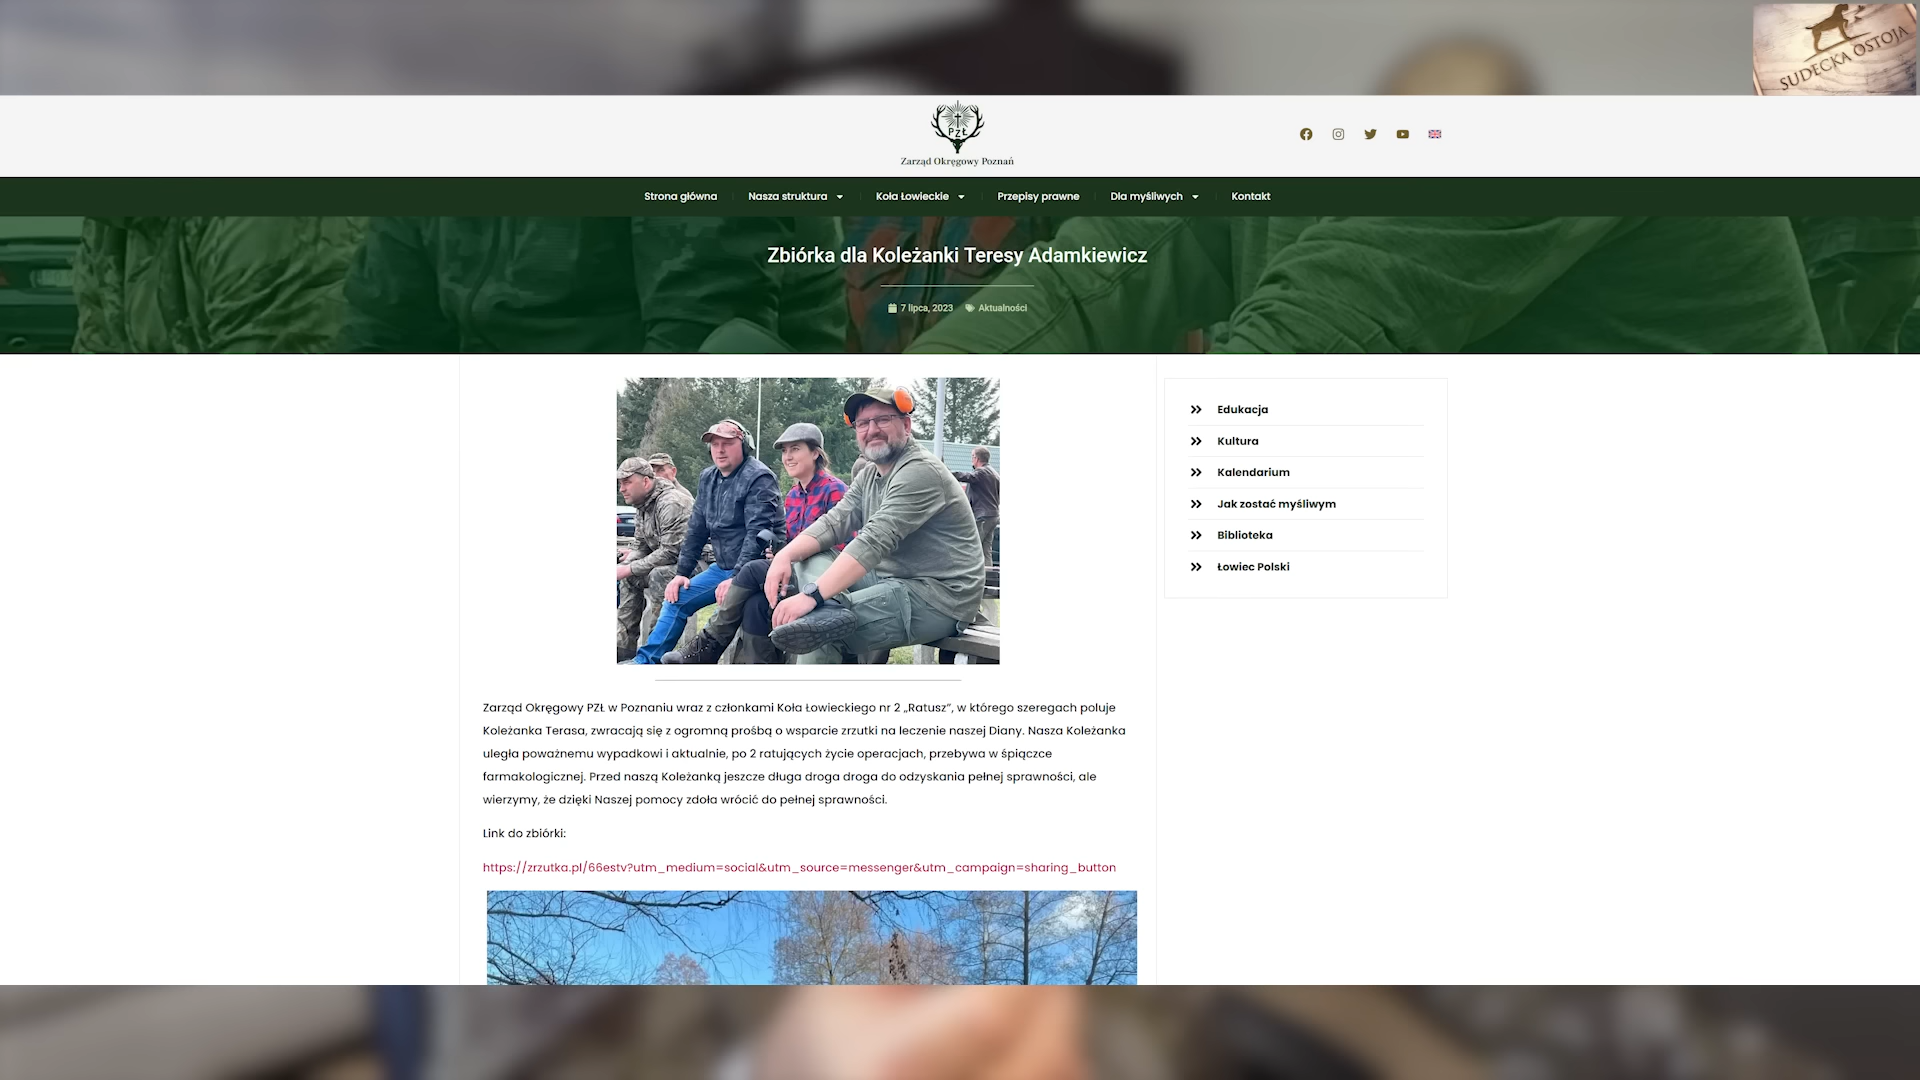 SUDECKA OSTOJA
PZŁ
Zarząd Okręgowy Poznań
Strona główna
Nasza struktura
Koła Łowieckie
Przepisy prawne
Dla myśliwych
Kontakt
Zbiórka dla Koleżanki Teresy Adamkiewicz
7 lipca, 2023 Aktualności
Edukacja
Kultura
Kalendarium
Jak zostać myśliwym
Biblioteka
Łowiec Polski
Zarząd Okręgowy PZŁ w Poznaniu wraz z członkami Koła Łowieckiego nr 2 „Ratusz”, w którego szeregach poluje
Koleżanka Terasa, zwracają się z ogromną prośbą o wsparcie zrzutki na leczenie naszej Diany. Nasza Koleżanka
uległa poważnemu wypadkowi i aktualnie, po 2 ratujących życie operacjach, przebywa w śpiączce
farmakologicznej. Przed naszą Koleżanką jeszcze długa droga droga do odzyskania pełnej sprawności, ale
wierzymy, że dzięki Naszej pomocy zdoła wrócić do pełnej sprawności.
Link do zbiórki:
https://zrzutka.pl/66estv?utm_medium=social&utm_source=messenger&utm_campaign=sharing_button